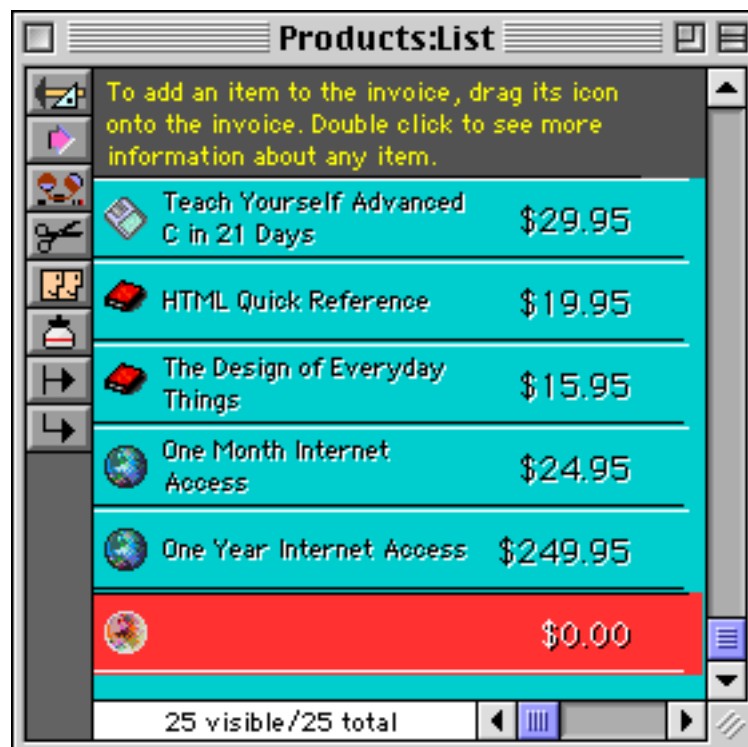 Products:List
To add an item to the invoice, drag its icon
onto the invoice. Double click to see more
information about any item.
Teach Yourself Advanced
C in 21 Days
$29.95
HTML Quick Reference
$19.95
The Design of Everyday
Things
$15.95
One Month Internet
Access
$24.95
One Year Internet Access
$249.95
$0.00
25 visible/25 total